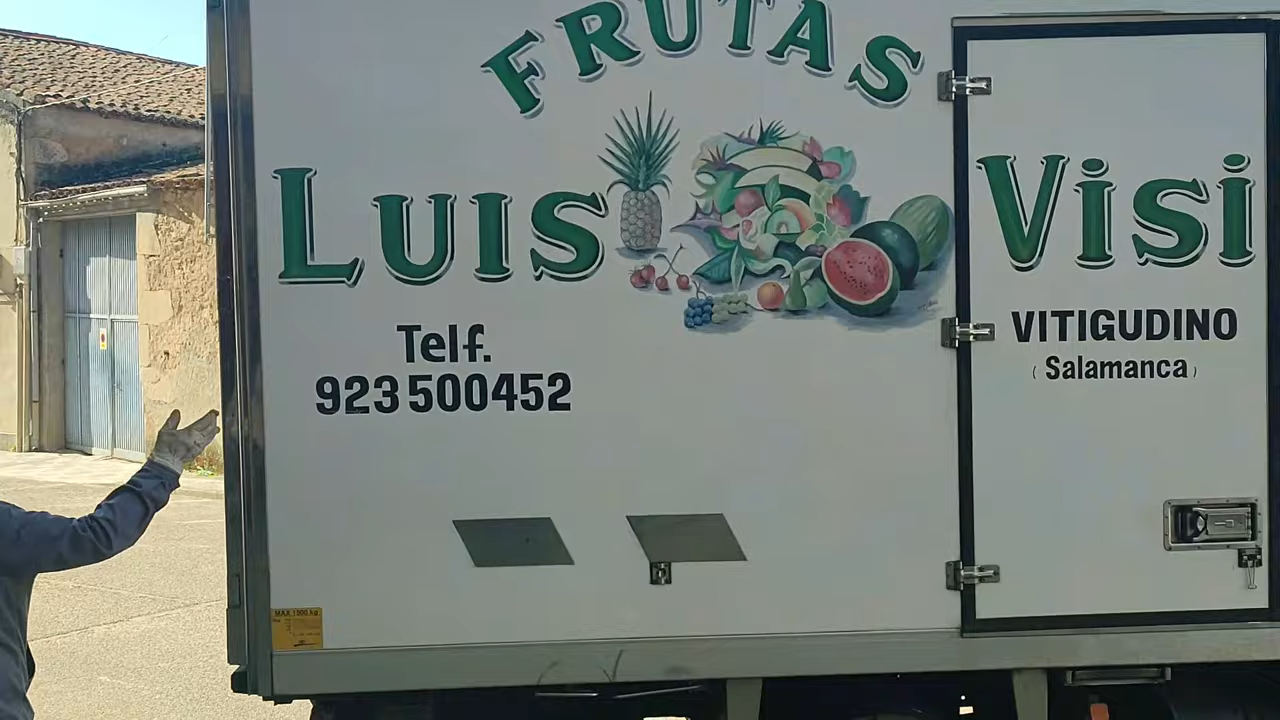 FRUTAS
LUIS Visi
Telf.
923 500452
VITIGUDINO
(Salamanca)